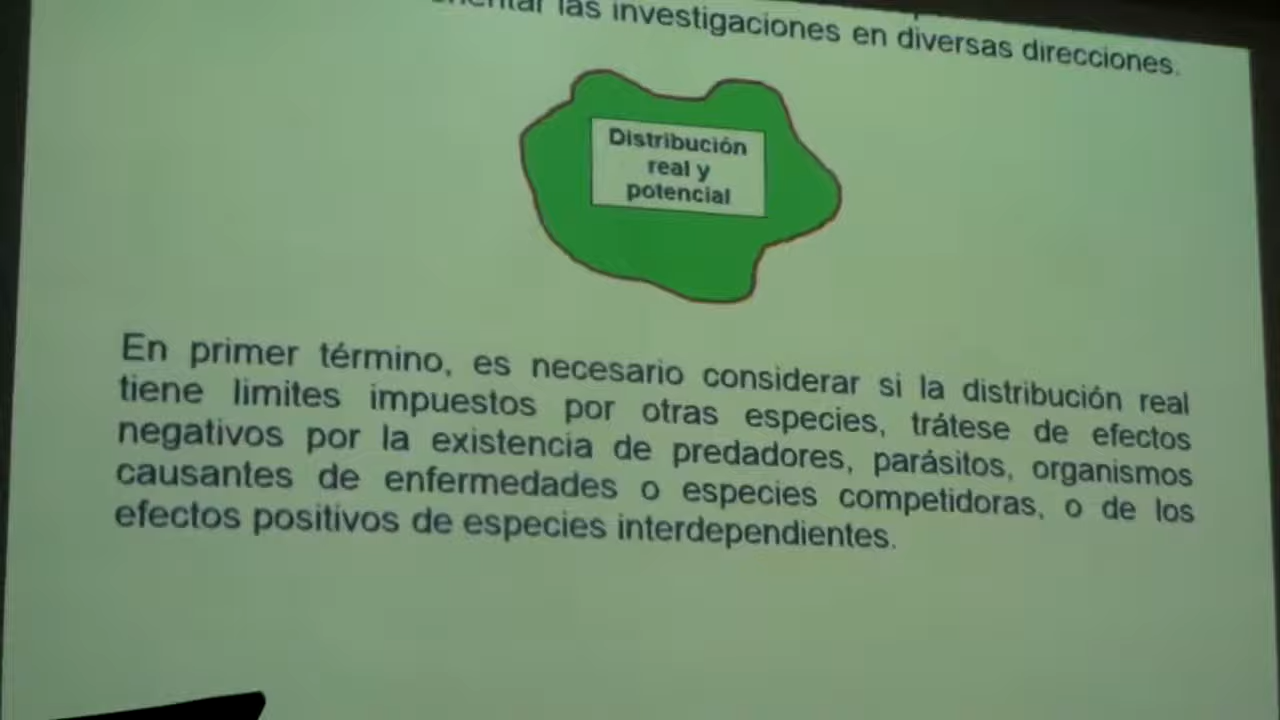 las investigaciones en diversas direcciones.
Distribución
real y
potencial
En primer término, es necesario considerar si la distribución real
tiene limites impuestos por otras especies, trátese de efectos
negativos por la existencia de predadores, parásitos, organismos
causantes de enfermedades o especies competidoras, o de los
efectos positivos de especies interdependientes.